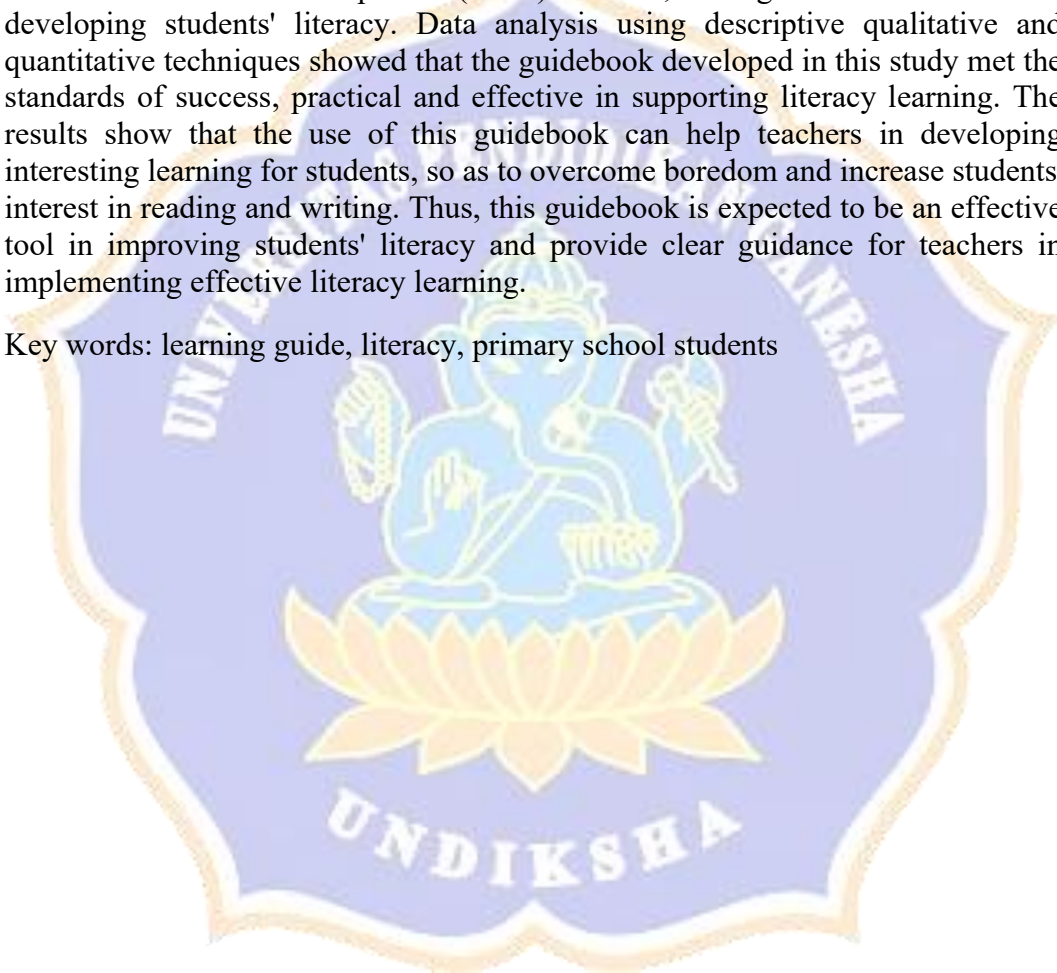 developing students' literacy. Data analysis using descriptive qualitative and
quantitative techniques showed that the guidebook developed in this study met the
standards of success, practical and effective in supporting literacy learning. The
results show that the use of this guidebook can help teachers in developing
interesting learning for students, so as to overcome boredom and increase students
interest in reading and writing. Thus, this guidebook is expected to be an effective
tool in improving students' literacy and provide clear guidance for teachers in
implementing effective literacy learning.
Key words: learning guide, literacy, primary school students
UNIVERSITAS PENDIDIKAN GANESHA
UNDIKSHA